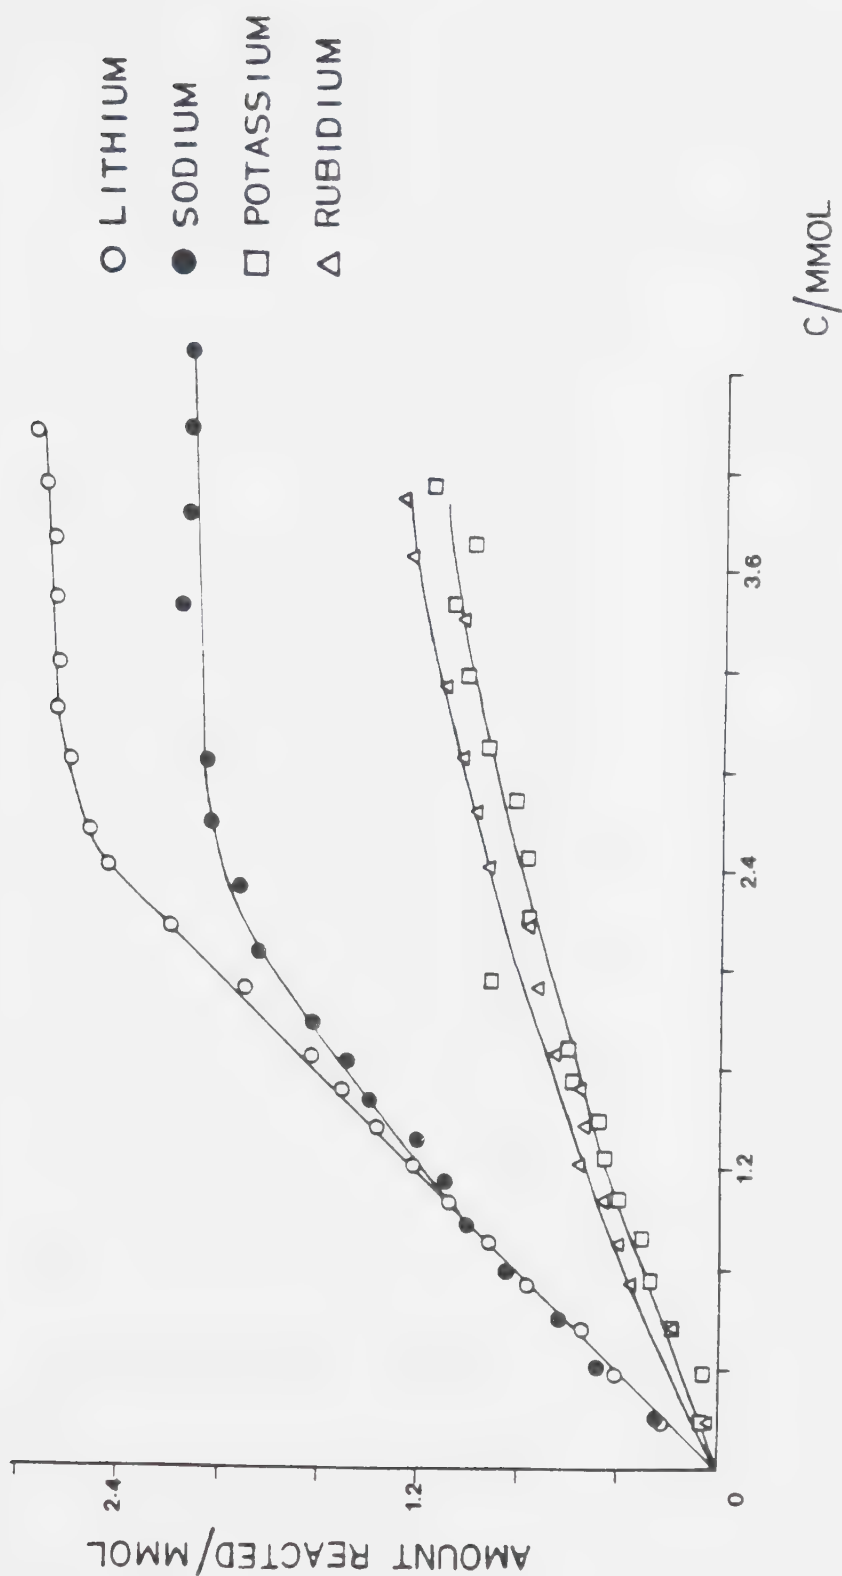 O LITHIUM
● SODIUM
□ POTASSIUM
△ RUBIDIUM
AMOUNT REACTED/MMOL
2.4
1.2
0
1.2
2.4
3.6
C/MMOL